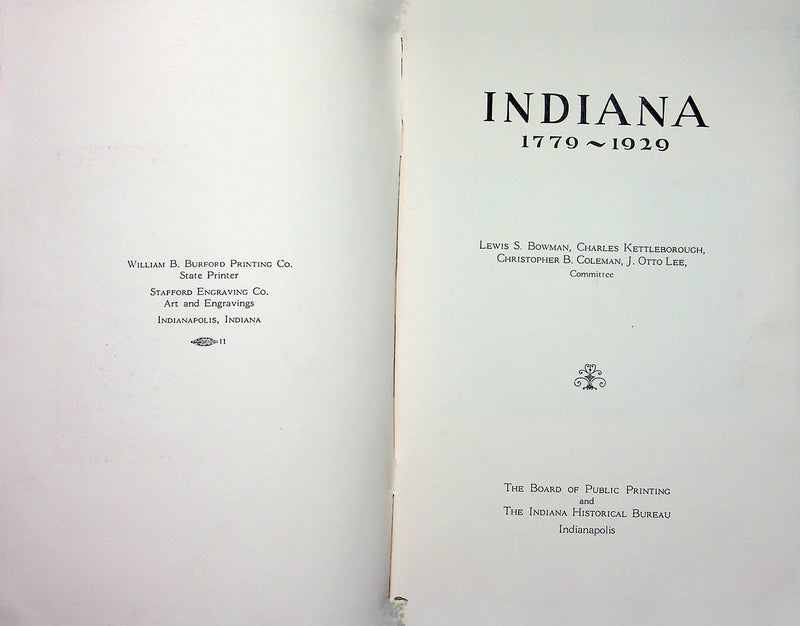 William B. Burford Printing Co.
State Printer
Stafford Engraving Co.
Art and Engravings
Indianapolis, Indiana
11
INDIANA
1779~1929
Lewis S. Bowman, Charles Kettleborough,
Christopher B. Coleman, J. Otto Lee,
Committee
The Board of Public Printing
and
The Indiana Historical Bureau
Indianapolis